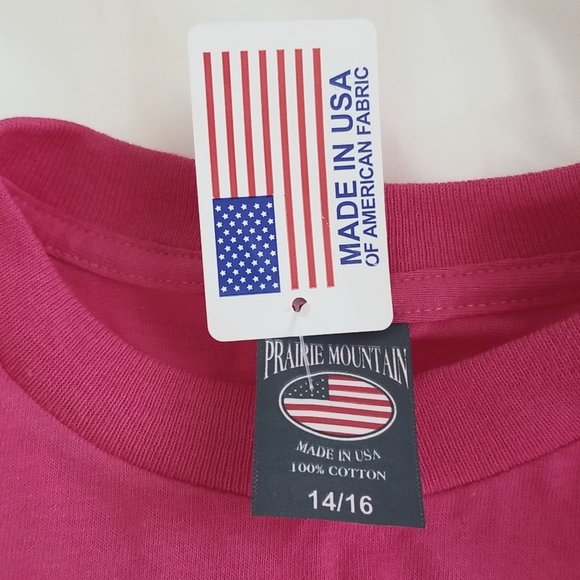 MADE IN USA
OF AMERICAN FABRIC
PRAIRIE MOUNTAIN
MADE IN USA
100% COTTON
14/16